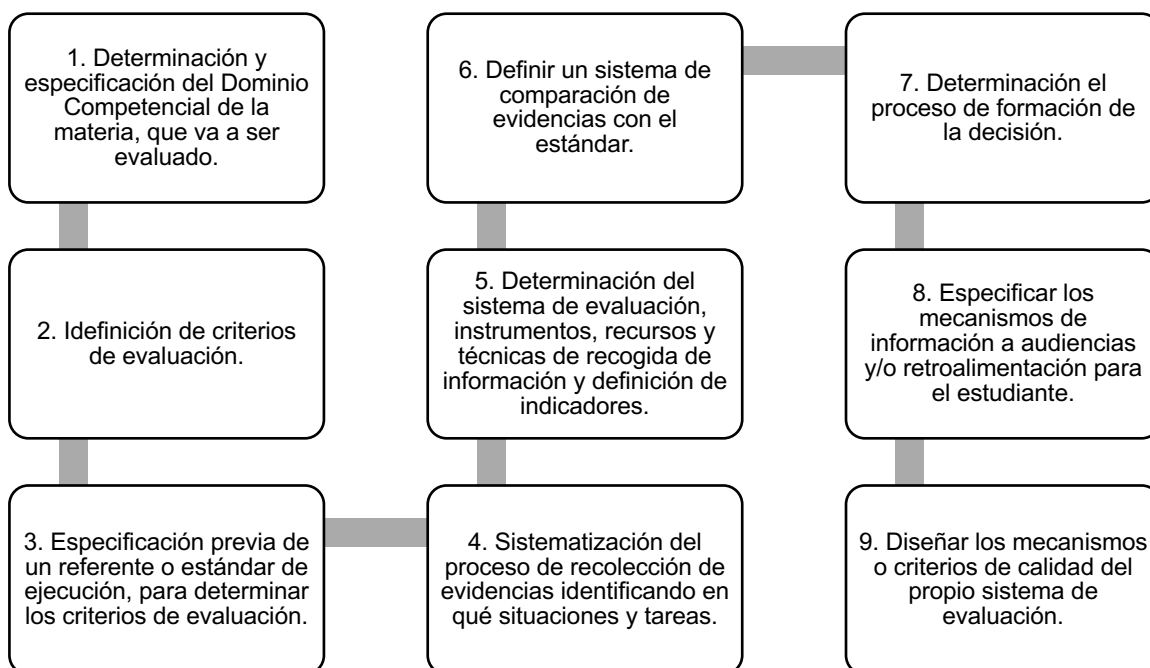 1. Determinación y
especificación del Dominio
Competencial de la
materia, que va a ser
evaluado.
2. Idefinición de criterios
de evaluación.
3. Especificación previa de
un referente o estándar de
ejecución, para determinar
los criterios de evaluación.
4. Sistematización del
proceso de recolección de
evidencias identificando en
qué situaciones y tareas.
5. Determinación del
sistema de evaluación,
instrumentos, recursos y
técnicas de recogida de
información y definición de
indicadores.
6. Definir un sistema de
comparación de
evidencias con el
estándar.
7. Determinación el
proceso de formación de
la decisión.
8. Especificar los
mecanismos de
información a audiencias
y/o retroalimentación para
el estudiante.
9. Diseñar los mecanismos
o criterios de calidad del
propio sistema de
evaluación.